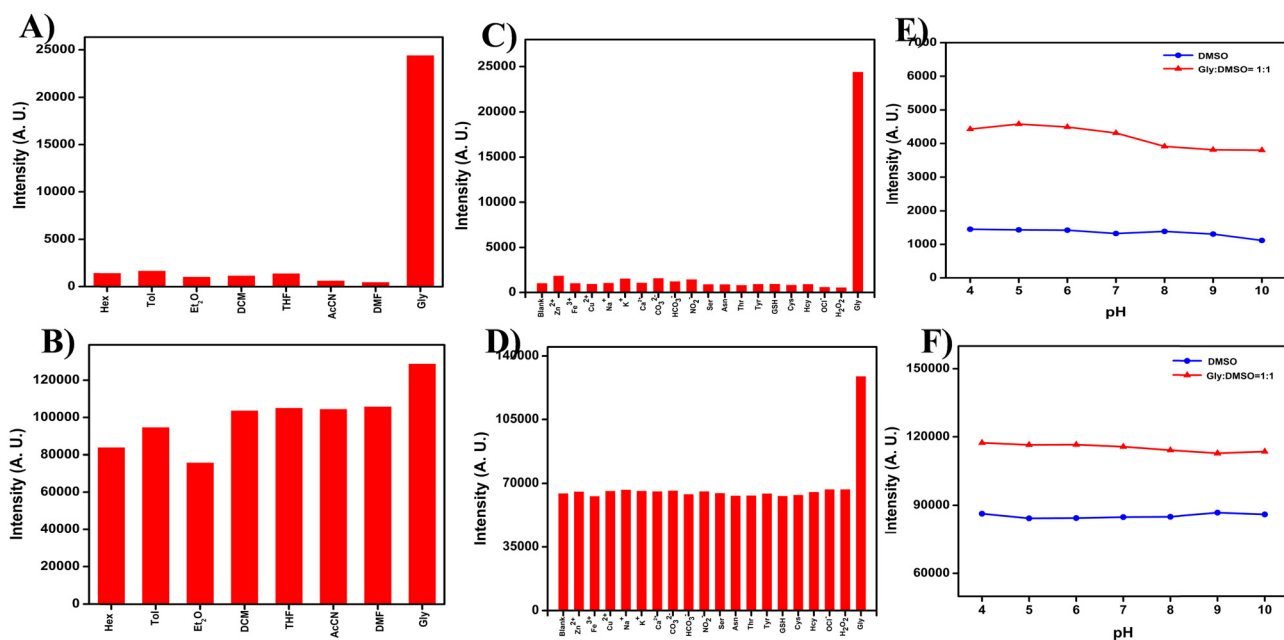 A)
Intensity (A. U.)
25000
20000
15000
10000
5000
0
Hex
Tol
Et₂O
DCM
THF
AcCN
DMF
Gly
B)
Intensity (A. U.)
120000
100000
80000
60000
40000
20000
0
Hex
Tol
Et₂O₂
DCM
THF
AcCN
DMF
Gly
C)
Intensity (A. U.)
25000
20000
15000
10000
5000
0
Blank
Zn²⁺
Fe³⁺
Cu²⁺
Na⁺
K⁺
Ca²⁺
CO₃²⁻
HCO₃⁻
NO₂⁻
Ser
Asn
Thr
Tyr
GSH
Cys
Hcy
OCl⁻
H₂O₂
Gly
D)
Intensity (A. U.)
140000
105000
70000
35000
0
Blank
Zn²⁺
Fe³⁺
Cu²⁺
Na⁺
K⁺
Ca²⁺
CO₃²⁻
HCO₃⁻
NO₂⁻
Ser
Asn
Thr
Tyr
GSH
Cys
Hcy
OCl⁻
H₂O₂
Gly
E)
Intensity (A. U.)
7000
6000
5000
4000
3000
2000
1000
0
DMSO
Gly:DMSO= 1:1
4 5 6 7 8 9 10
pH
F)
Intensity (A. U.)
150000
120000
90000
60000
DMSO
Gly:DMSO=1:1
4 5 6 7 8 9 10
pH